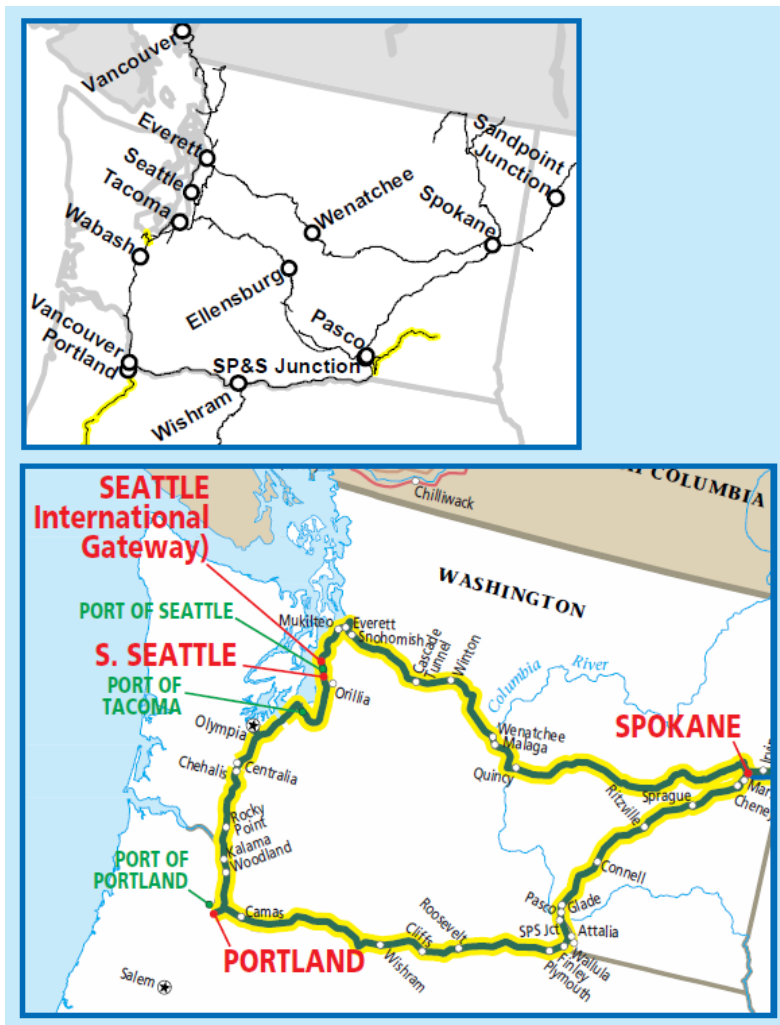 Vancouver
Everett
Seattle
Tacoma
Wabash
Wenatchee
Spokane
Sandpoint
Junction
Ellensburg
Pasco
Vancouver
Portland
SP&S Junction
Wishram
COLUMBIA
Chilliwack
SEATTLE
International
Gateway)
WASHINGTON
PORT OF SEATTLE
Mukilteo
Everett
Snohomish
S. SEATTLE
Cascade
Tunnel
Winton
Columbia
River
PORT OF
TACOMA
Orillia
Olympia
Wenatchee
Malaga
SPOKANE
Chehalis
Centralia
Quincy
Ritzville
Sprague
Cheney
Rocky
Point
Kalama
Woodland
Connell
PORT OF
PORTLAND
Camas
Pasco
Glade
Roosevelt
Cliffs
SPS Jct
Attalia
PORTLAND
Wishram
Wallula
Finley
Plymouth
Salem